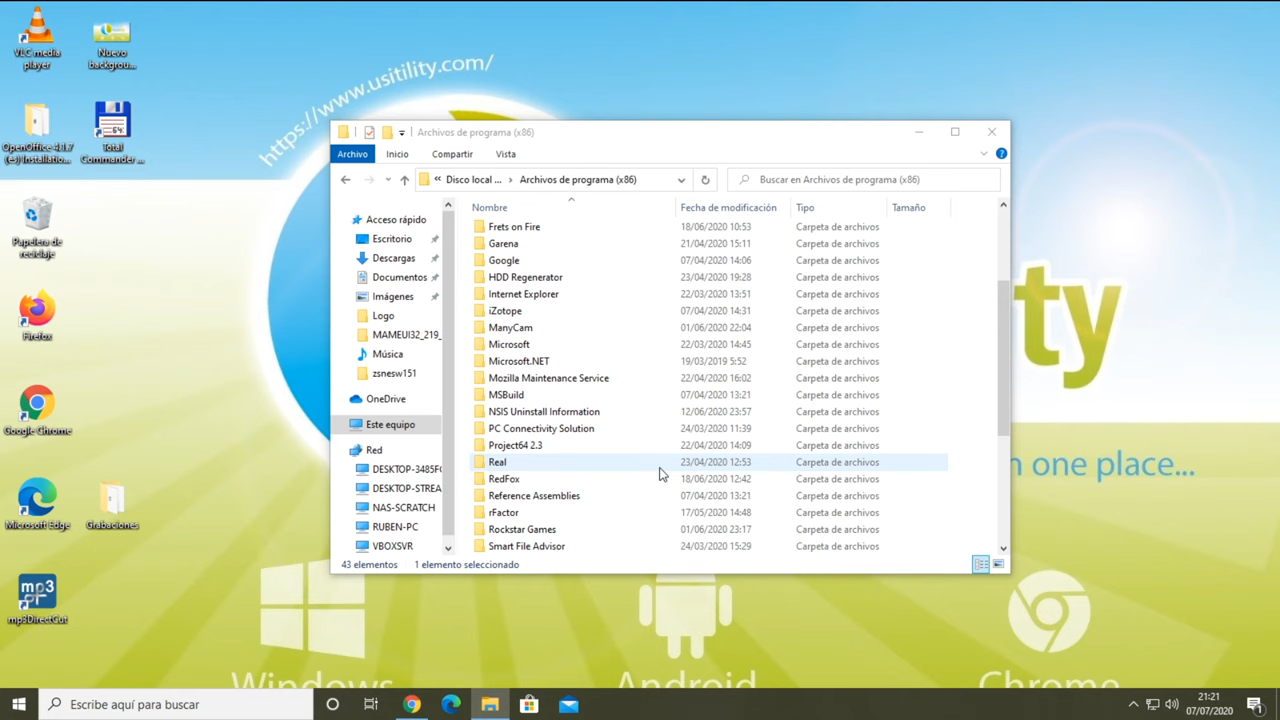 VLC media
player
Nuevo
backgrou...
OpenOffice 4.1.7
(es) Installatio...
Total
Commander ...
64
Papelera de
reciclaje
Firefox
Google Chrome
Microsoft Edge
Grabaciones
mp3
mp3DirectCut
https://www.usitility.com/
ity
n one place...
Windows
Android
Chrome
Archivos de programa (x86)
Archivo Inicio Compartir Vista
« Disco local ... › Archivos de programa (x86)
Buscar en Archivos de programa (x86)
Acceso rápido
Escritorio
Descargas
Documentos
Imágenes
Logo
MAMEUI32_219_
Música
zsnesw151
OneDrive
Este equipo
Red
DESKTOP-3485F
DESKTOP-STREA
NAS-SCRATCH
RUBEN-PC
VBOXSVR
Nombre Fecha de modificación Tipo Tamaño
Frets on Fire 18/06/2020 10:53 Carpeta de archivos
Garena 21/04/2020 15:11 Carpeta de archivos
Google 07/04/2020 14:06 Carpeta de archivos
HDD Regenerator 23/04/2020 19:28 Carpeta de archivos
Internet Explorer 22/03/2020 13:51 Carpeta de archivos
iZotope 07/04/2020 14:31 Carpeta de archivos
ManyCam 01/06/2020 22:04 Carpeta de archivos
Microsoft 22/03/2020 14:45 Carpeta de archivos
Microsoft.NET 19/03/2019 5:52 Carpeta de archivos
Mozilla Maintenance Service 22/04/2020 16:02 Carpeta de archivos
MSBuild 07/04/2020 13:21 Carpeta de archivos
NSIS Uninstall Information 12/06/2020 23:57 Carpeta de archivos
PC Connectivity Solution 24/03/2020 11:39 Carpeta de archivos
Project64 2.3 22/04/2020 14:09 Carpeta de archivos
Real 23/04/2020 12:53 Carpeta de archivos
RedFox 18/06/2020 12:42 Carpeta de archivos
Reference Assemblies 07/04/2020 13:21 Carpeta de archivos
rFactor 17/05/2020 14:48 Carpeta de archivos
Rockstar Games 01/06/2020 23:17 Carpeta de archivos
Smart File Advisor 24/03/2020 15:29 Carpeta de archivos
43 elementos 1 elemento seleccionado
Escribe aquí para buscar
21:21
07/07/2020
1